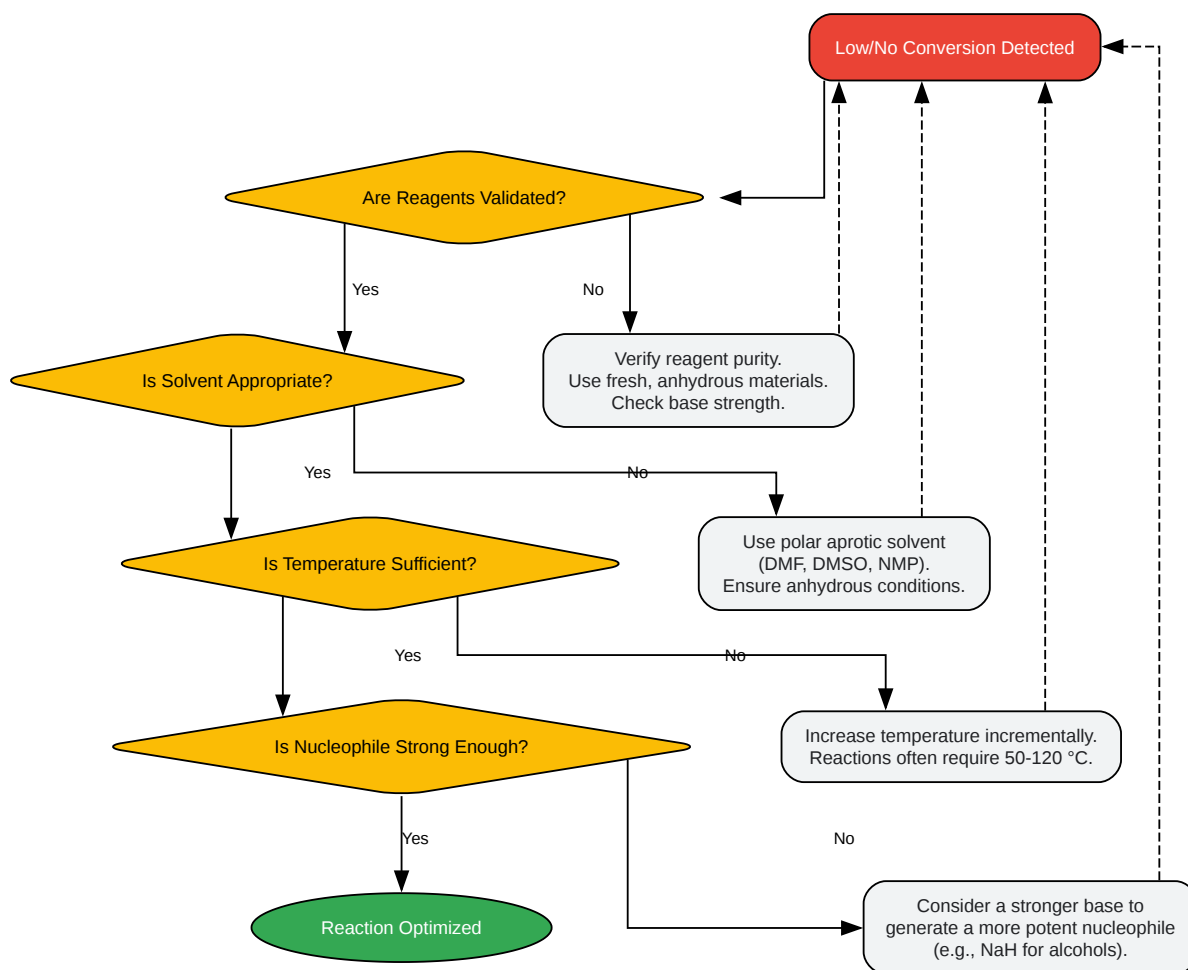 Low/No Conversion Detected
Are Reagents Validated?
Yes
No
Verify reagent purity.
Use fresh, anhydrous materials.
Check base strength.
Is Solvent Appropriate?
Yes
No
Use polar aprotic solvent
(DMF, DMSO, NMP).
Ensure anhydrous conditions.
Is Temperature Sufficient?
Yes
No
Increase temperature incrementally.
Reactions often require 50-120 °C.
Is Nucleophile Strong Enough?
Yes
No
Reaction Optimized
Consider a stronger base to
generate a more potent nucleophile
(e.g., NaH for alcohols).